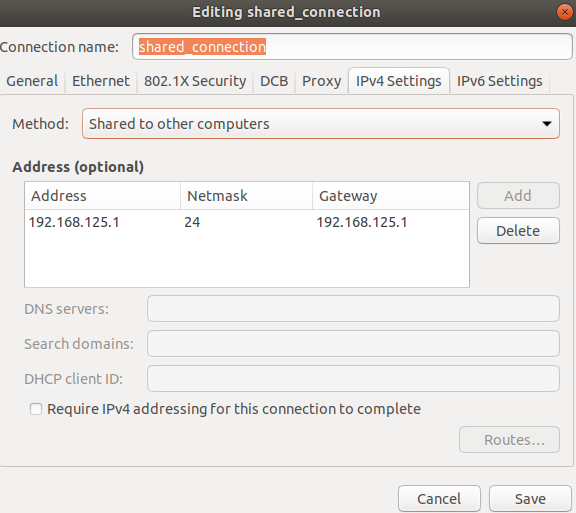 Editing shared_connection
Connection name: shared_connection
General Ethernet 802.1X Security DCB Proxy IPv4 Settings IPv6 Settings
Method: Shared to other computers
Address (optional)
Address Netmask Gateway Add
192.168.125.1 24 192.168.125.1 Delete
DNS servers:
Search domains:
DHCP client ID:
Require IPv4 addressing for this connection to complete
Routes...
Cancel Save